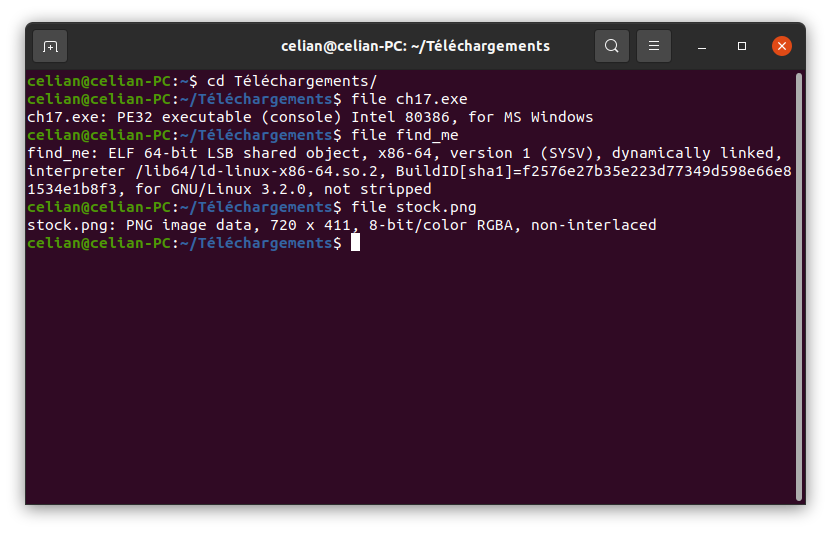 celian@celian-PC: ~/Téléchargements
celian@celian-PC:~$ cd Téléchargements/
celian@celian-PC:~/Téléchargements$ file ch17.exe
ch17.exe: PE32 executable (console) Intel 80386, for MS Windows
celian@celian-PC:~/Téléchargements$ file find_me
find_me: ELF 64-bit LSB shared object, x86-64, version 1 (SYSV), dynamically linked,
interpreter /lib64/ld-linux-x86-64.so.2, BuildID[sha1]=f2576e27b35e223d77349d598e66e8
1534e1b8f3, for GNU/Linux 3.2.0, not stripped
celian@celian-PC:~/Téléchargements$ file stock.png
stock.png: PNG image data, 720 x 411, 8-bit/color RGBA, non-interlaced
celian@celian-PC:~/Téléchargements$